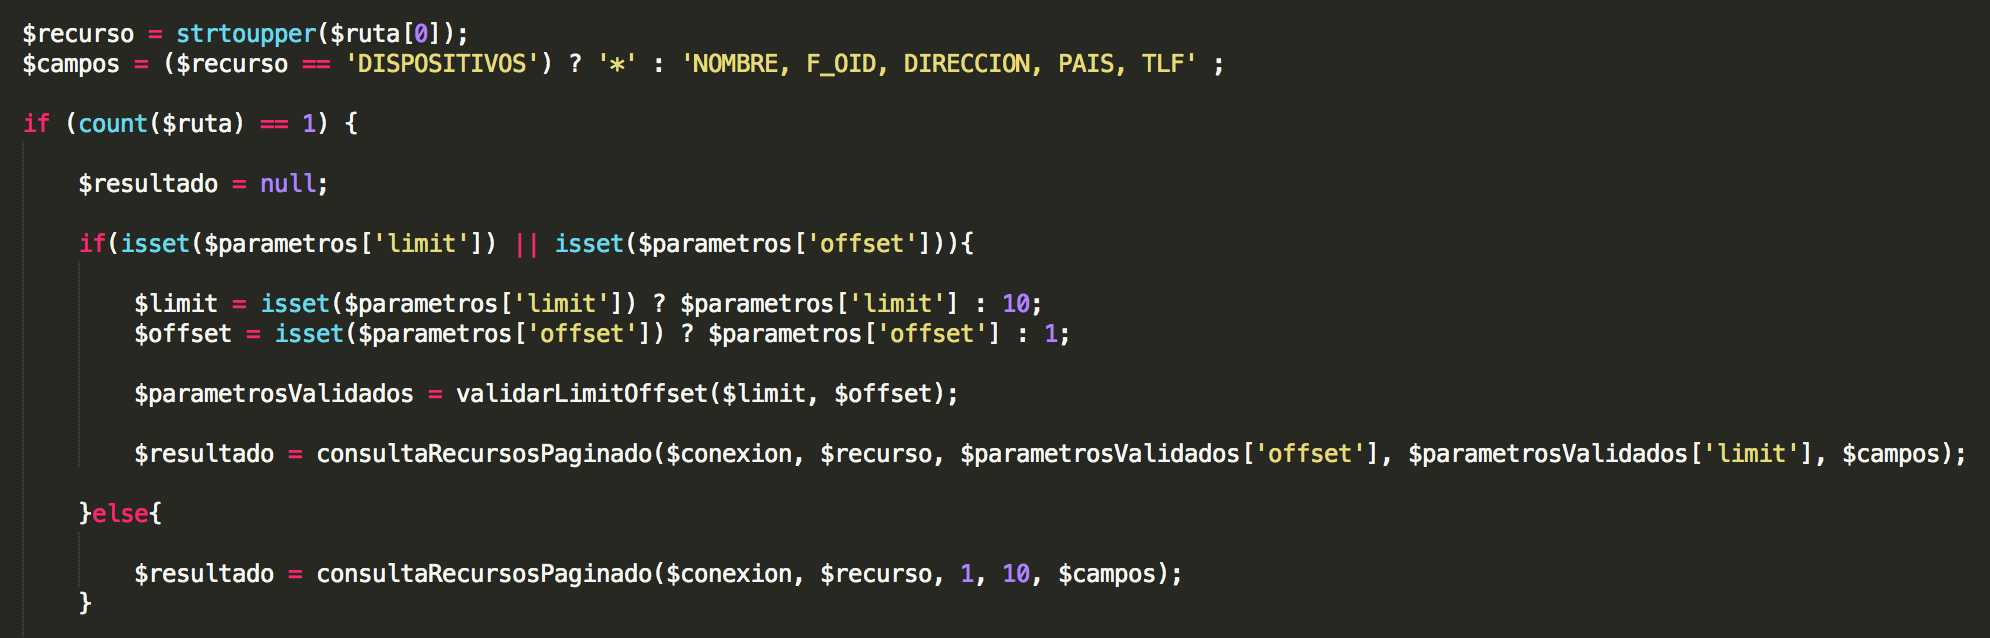 $recurso = strtoupper($ruta[0]);
$campos = ($recurso == 'DISPOSITIVOS') ? '*' : 'NOMBRE, F_OID, DIRECCION, PAIS, TLF' ;
if (count($ruta) == 1) {
$resultado = null;
if(isset($parametros['limit']) || isset($parametros['offset'])){
$limit = isset($parametros['limit']) ? $parametros['limit'] : 10;
$offset = isset($parametros['offset']) ? $parametros['offset'] : 1;
$parametrosValidados = validarLimitOffset($limit, $offset);
$resultado = consultaRecursosPaginado($conexion, $recurso, $parametrosValidados['offset'], $parametrosValidados['limit'], $campos);
}else{
$resultado = consultaRecursosPaginado($conexion, $recurso, 1, 10, $campos);
}